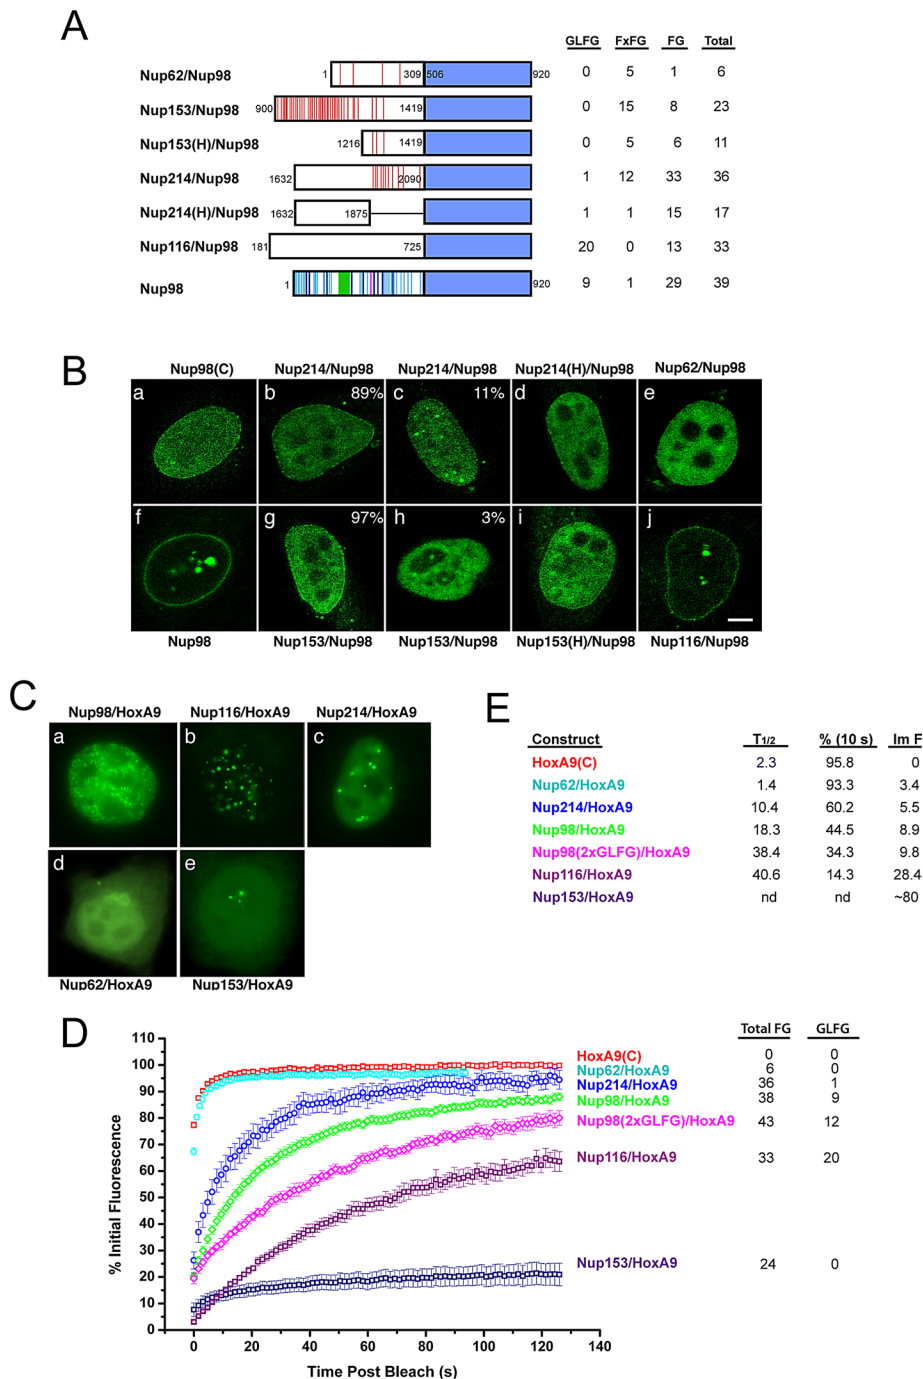 A
GLFG FxFG FG Total
Nup62/Nup98 1 309 506 920 0 5 1 6
Nup153/Nup98 900 1419 0 15 8 23
Nup153(H)/Nup98 1216 1419 0 5 6 11
Nup214/Nup98 1632 2090 1 12 33 36
Nup214(H)/Nup98 1632 1875 1 1 15 17
Nup116/Nup98 181 725 20 0 13 33
Nup98 1 920 9 1 29 39
B
Nup98(C) Nup214/Nup98 Nup214/Nup98 Nup214(H)/Nup98 Nup62/Nup98
a b 89% c 11% d e
f g 97% h 3% i j
Nup98 Nup153/Nup98 Nup153/Nup98 Nup153(H)/Nup98 Nup116/Nup98
C
Nup98/HoxA9 Nup116/HoxA9 Nup214/HoxA9
a b c
d e
Nup62/HoxA9 Nup153/HoxA9
E
Construct T1/2 % (10 s) Im F
HoxA9(C) 2.3 95.8 0
Nup62/HoxA9 1.4 93.3 3.4
Nup214/HoxA9 10.4 60.2 5.5
Nup98/HoxA9 18.3 44.5 8.9
Nup98(2xGLFG)/HoxA9 38.4 34.3 9.8
Nup116/HoxA9 40.6 14.3 28.4
Nup153/HoxA9 nd nd ~80
D
Total FG GLFG
HoxA9(C) 0 0
Nup62/HoxA9 6 0
Nup214/HoxA9 36 1
Nup98/HoxA9 38 9
Nup98(2xGLFG)/HoxA9 43 12
Nup116/HoxA9 33 20
Nup153/HoxA9 24 0
% Initial Fluorescence
110
100
90
80
70
60
50
40
30
20
10
0
0 20 40 60 80 100 120 140
Time Post Bleach (s)